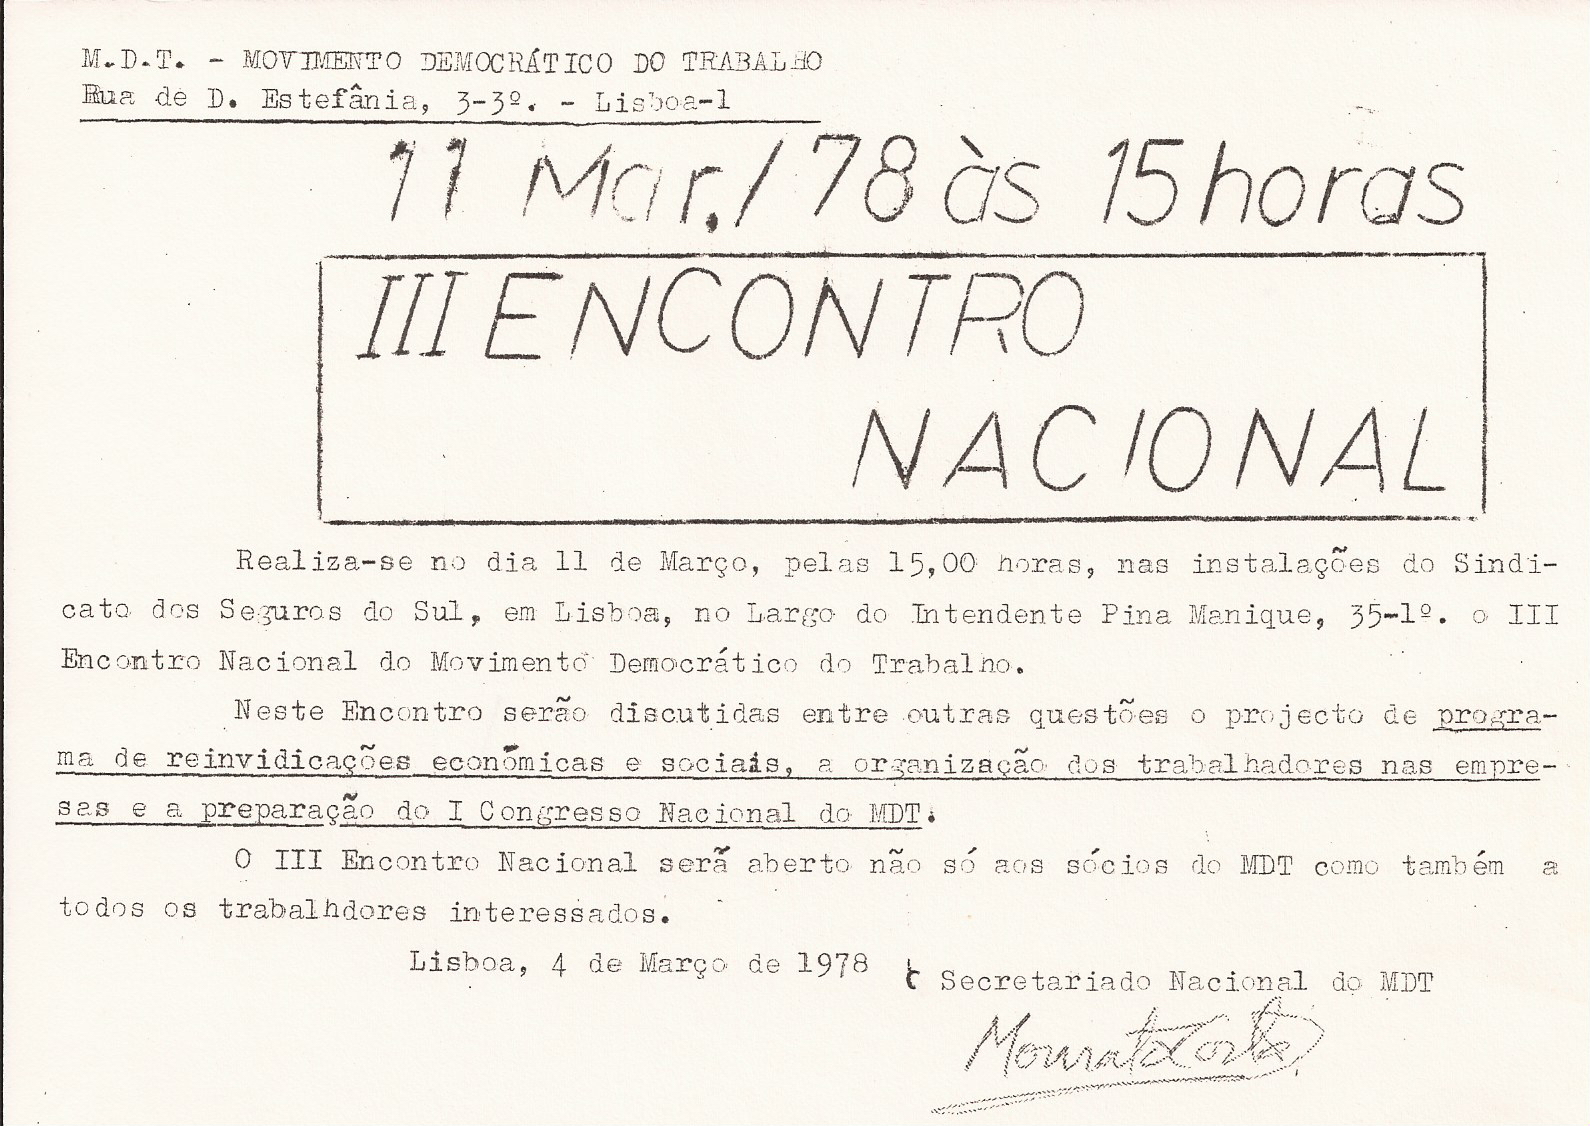 M.D.T. - MOVIMENTO DEMOCRÁTICO DO TRABALHO
Rua de D. Estefânia, 3-3º. - Lisboa-1
11 Mar./78 às 15 horas
III ENCONTRO
NACIONAL
Realiza-se no dia 11 de Março, pelas 15,00 horas, nas instalações do Sindi-
cato dos Seguros do Sul, em Lisboa, no Largo do Intendente Pina Manique, 35-1º. o III
Encontro Nacional do Movimento Democrático do Trabalho.
Neste Encontro serão discutidas entre outras questões o projecto de progra-
ma de reinvidicações económicas e sociais, a organização dos trabalhadores nas empre-
sas e a preparação do I Congresso Nacional do MDT.
O III Encontro Nacional será aberto não só aos sócios do MDT como também a
todos os trabalhdores interessados.
Lisboa, 4 de Março de 1978
Secretariado Nacional do MDT